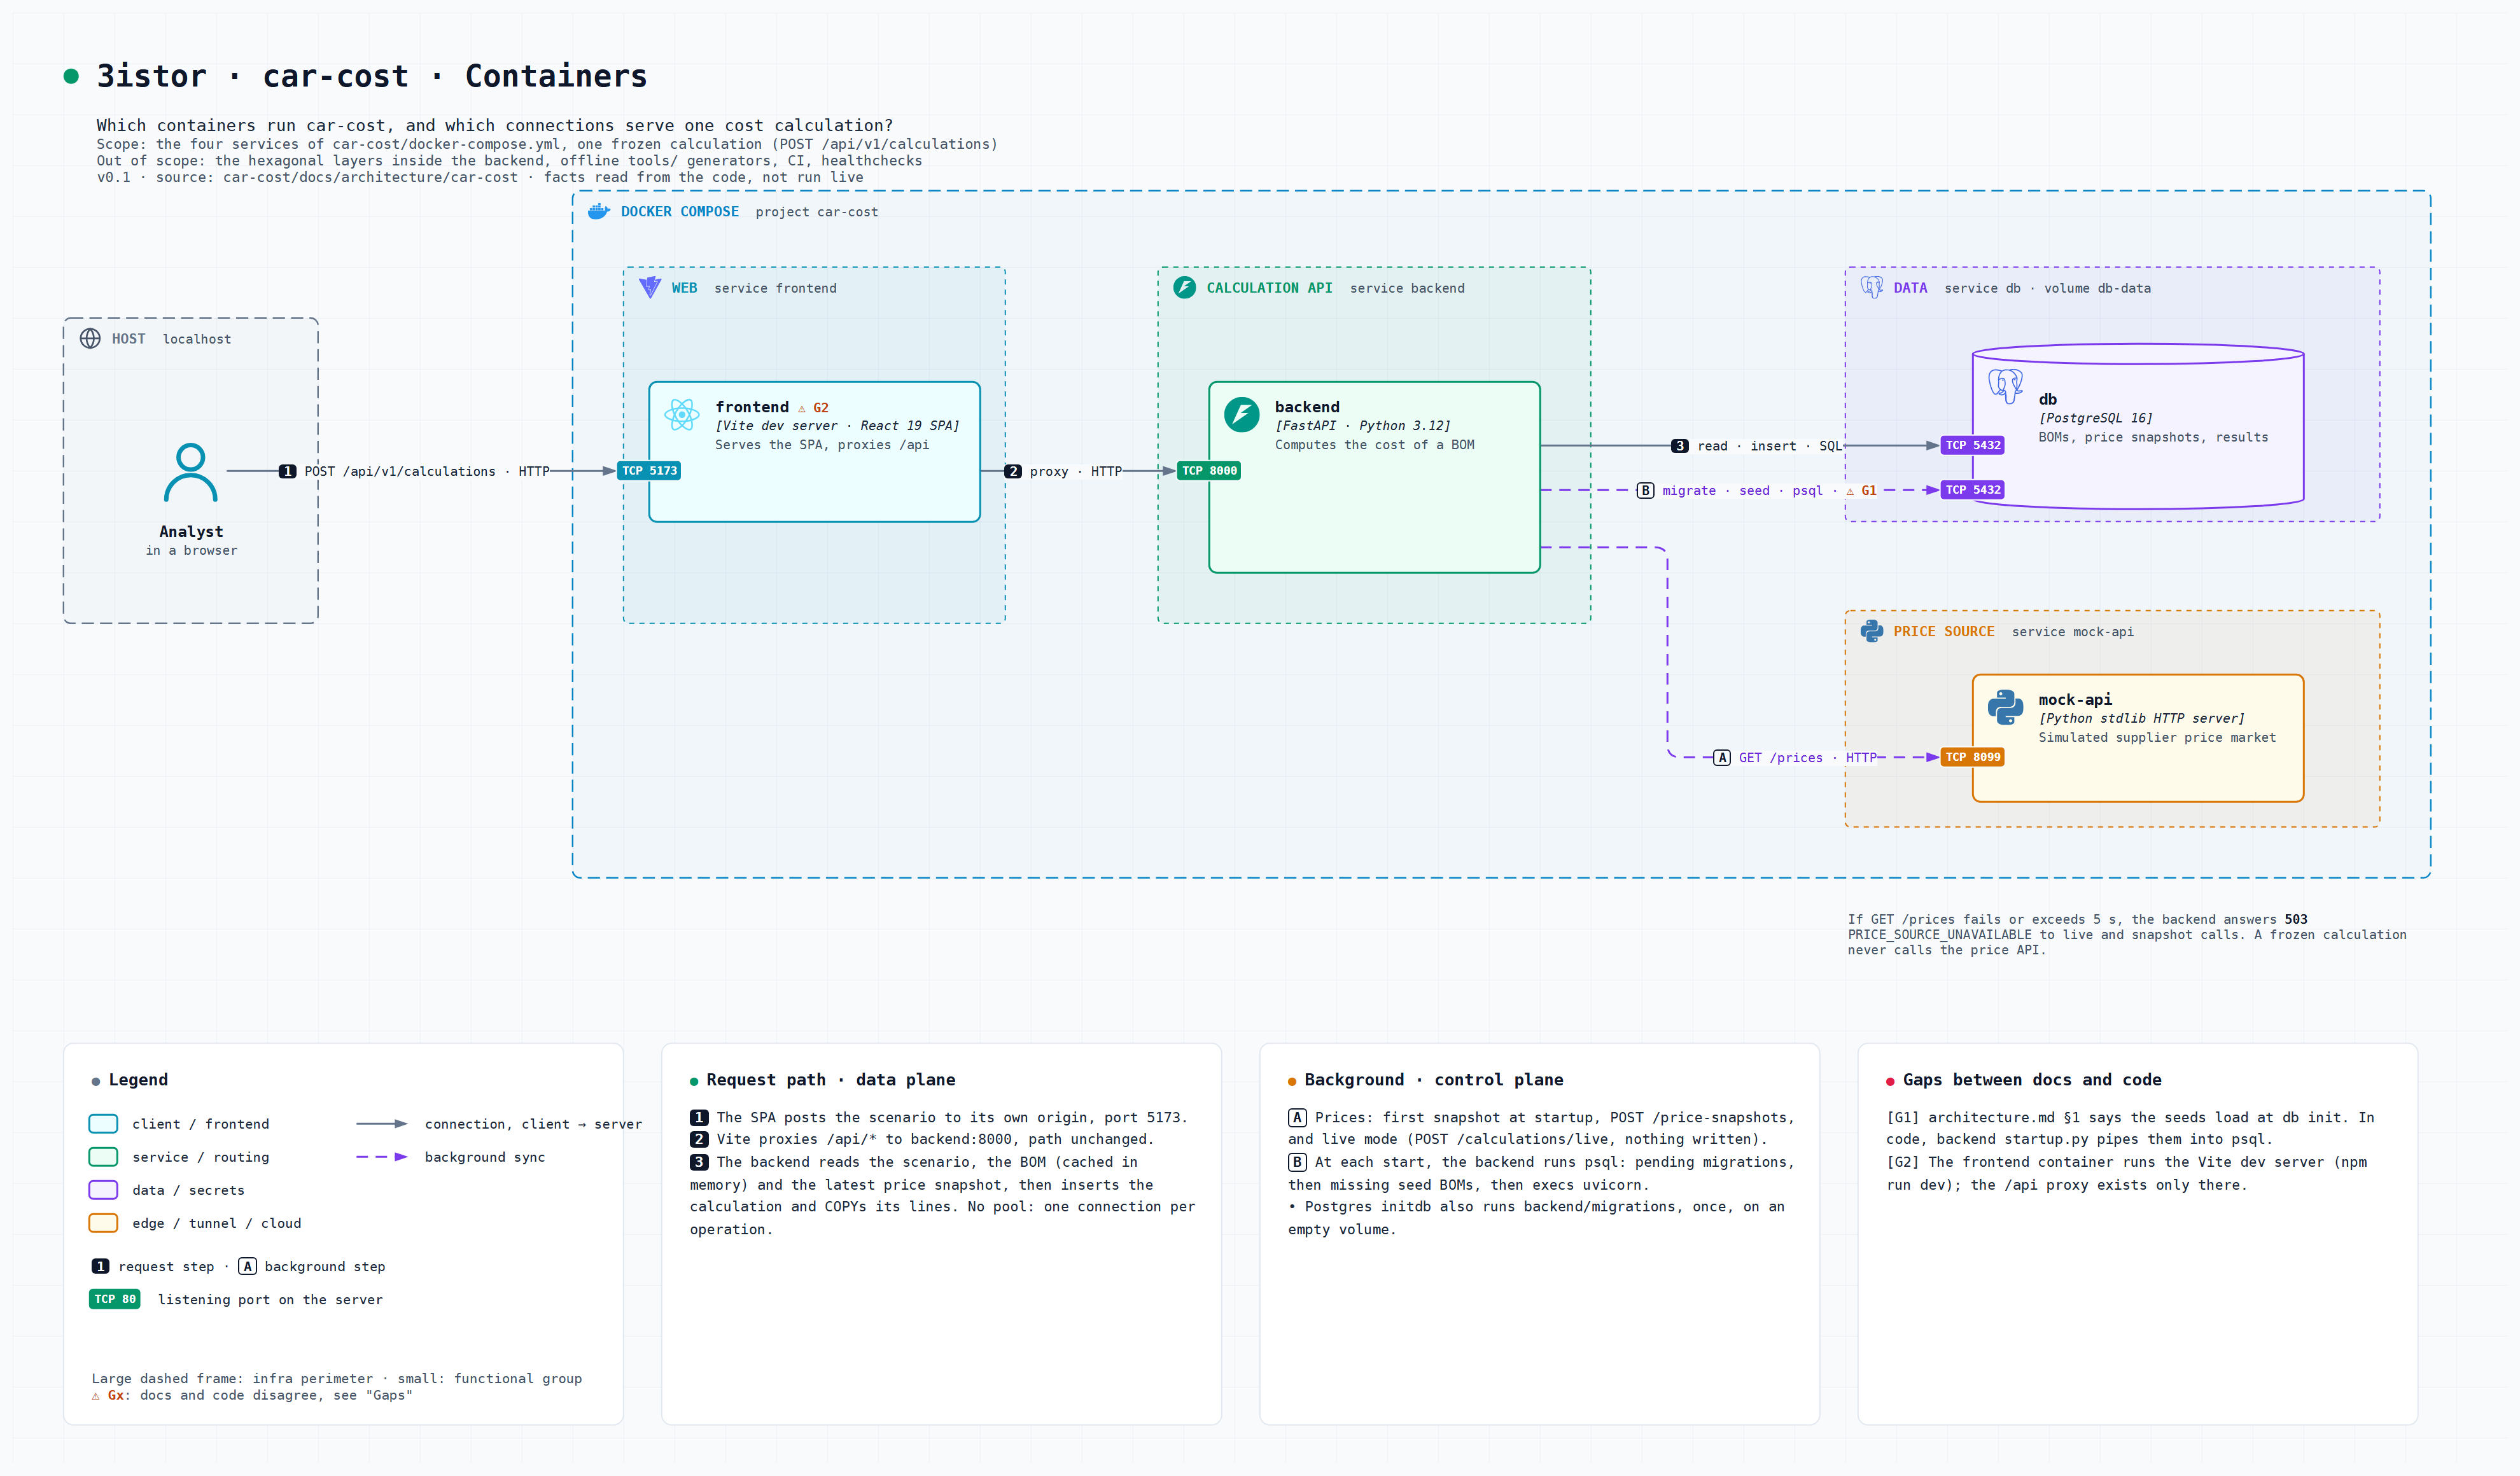 3istor · car-cost · Containers
Which containers run car-cost, and which connections serve one cost calculation?
Scope: the four services of car-cost/docker-compose.yml, one frozen calculation (POST /api/v1/calculations)
Out of scope: the hexagonal layers inside the backend, offline tools/ generators, CI, healthchecks
v0.1 · source: car-cost/docs/architecture/car-cost · facts read from the code, not run live
DOCKER COMPOSE project car-cost
HOST localhost
Analyst
in a browser
1 POST /api/v1/calculations · HTTP
WEB service frontend
frontend ⚠ G2
[Vite dev server · React 19 SPA]
Serves the SPA, proxies /api
TCP 5173
2 proxy · HTTP
CALCULATION API service backend
backend
[FastAPI · Python 3.12]
Computes the cost of a BOM
TCP 8000
3 read · insert · SQL
B migrate · seed · psql · ⚠ G1
DATA service db · volume db-data
db
[PostgreSQL 16]
BOMs, price snapshots, results
TCP 5432
TCP 5432
PRICE SOURCE service mock-api
mock-api
[Python stdlib HTTP server]
Simulated supplier price market
A GET /prices · HTTP
TCP 8099
If GET /prices fails or exceeds 5 s, the backend answers 503
PRICE_SOURCE_UNAVAILABLE to live and snapshot calls. A frozen calculation
never calls the price API.
Legend
client / frontend
service / routing
data / secrets
edge / tunnel / cloud
connection, client → server
background sync
1 request step · A background step
TCP 80 listening port on the server
Large dashed frame: infra perimeter · small: functional group
⚠ Gx: docs and code disagree, see "Gaps"
Request path · data plane
1 The SPA posts the scenario to its own origin, port 5173.
2 Vite proxies /api/* to backend:8000, path unchanged.
3 The backend reads the scenario, the BOM (cached in
memory) and the latest price snapshot, then inserts the
calculation and COPYs its lines. No pool: one connection per
operation.
Background · control plane
A Prices: first snapshot at startup, POST /price-snapshots,
and live mode (POST /calculations/live, nothing written).
B At each start, the backend runs psql: pending migrations,
then missing seed BOMs, then execs uvicorn.
• Postgres initdb also runs backend/migrations, once, on an
empty volume.
Gaps between docs and code
[G1] architecture.md §1 says the seeds load at db init. In
code, backend startup.py pipes them into psql.
[G2] The frontend container runs the Vite dev server (npm
run dev); the /api proxy exists only there.